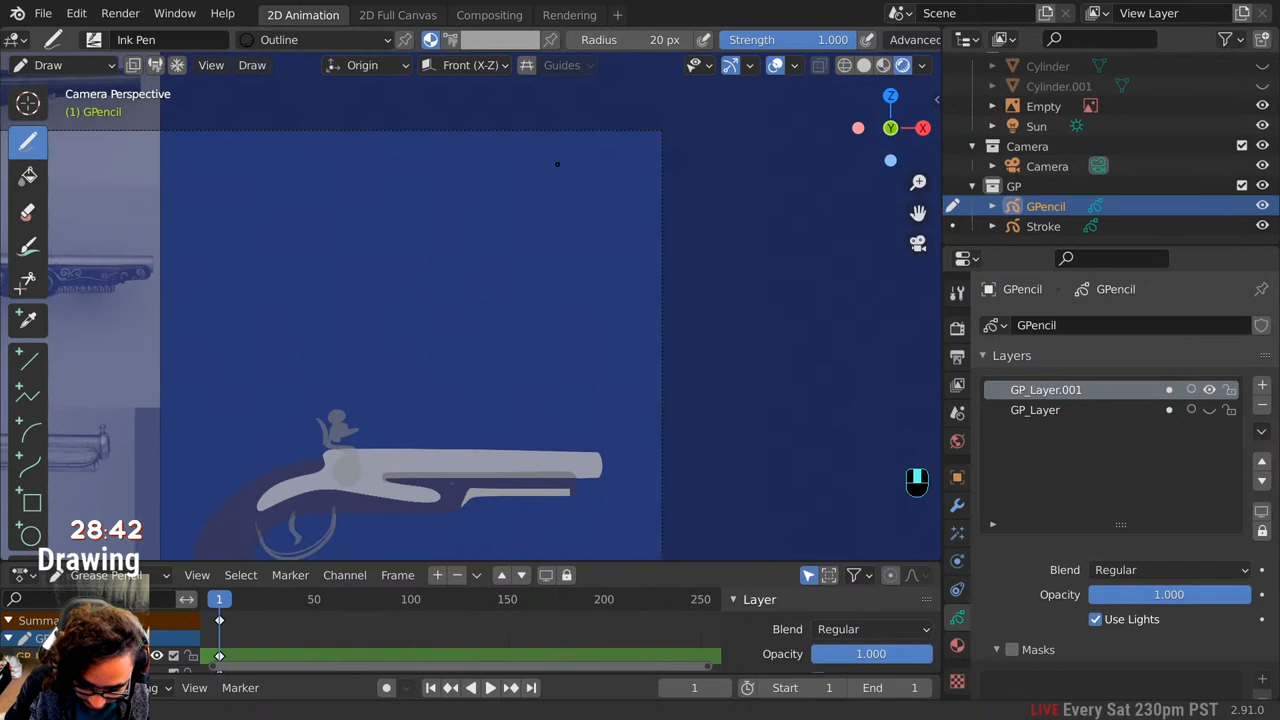 File Edit Render Window Help 2D Animation 2D Full Canvas Compositing Rendering + Scene View Layer
Ink Pen Outline Radius 20 px Strength 1.000 Advanced
Draw View Draw Origin Front (X-Z) Guides
Camera Perspective
(1) GPencil
Z
Y
X
Cylinder
Cylinder.001
Empty
Sun
Camera
Camera
GP
GPencil
Stroke
GPencil GPencil
GPencil
Layers
GP_Layer.001
GP_Layer
Blend Regular
Opacity 1.000
Use Lights
Masks
28:42
Drawing
Grease Pencil View Select Marker Channel Frame
1 50 100 150 200 250
Summa
Layer
Blend Regular
Opacity 1.000
View Marker 1 Start 1 End 1
LIVE Every Sat 230pm PST 2.91.0